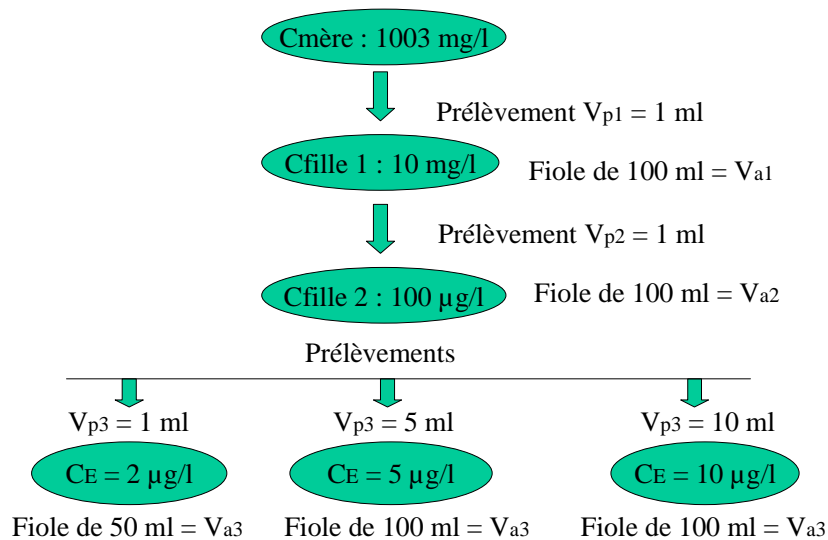 Cmère : 1003 mg/l
Prélèvement Vp1 = 1 ml
Cfille 1 : 10 mg/l
Fiole de 100 ml = Va1
Prélèvement Vp2 = 1 ml
Cfille 2 : 100 µg/l
Fiole de 100 ml = Va2
Prélèvements
Vp3 = 1 ml
Vp3 = 5 ml
Vp3 = 10 ml
CE = 2 µg/l
CE = 5 µg/l
CE = 10 µg/l
Fiole de 50 ml = Va3
Fiole de 100 ml = Va3
Fiole de 100 ml = Va3